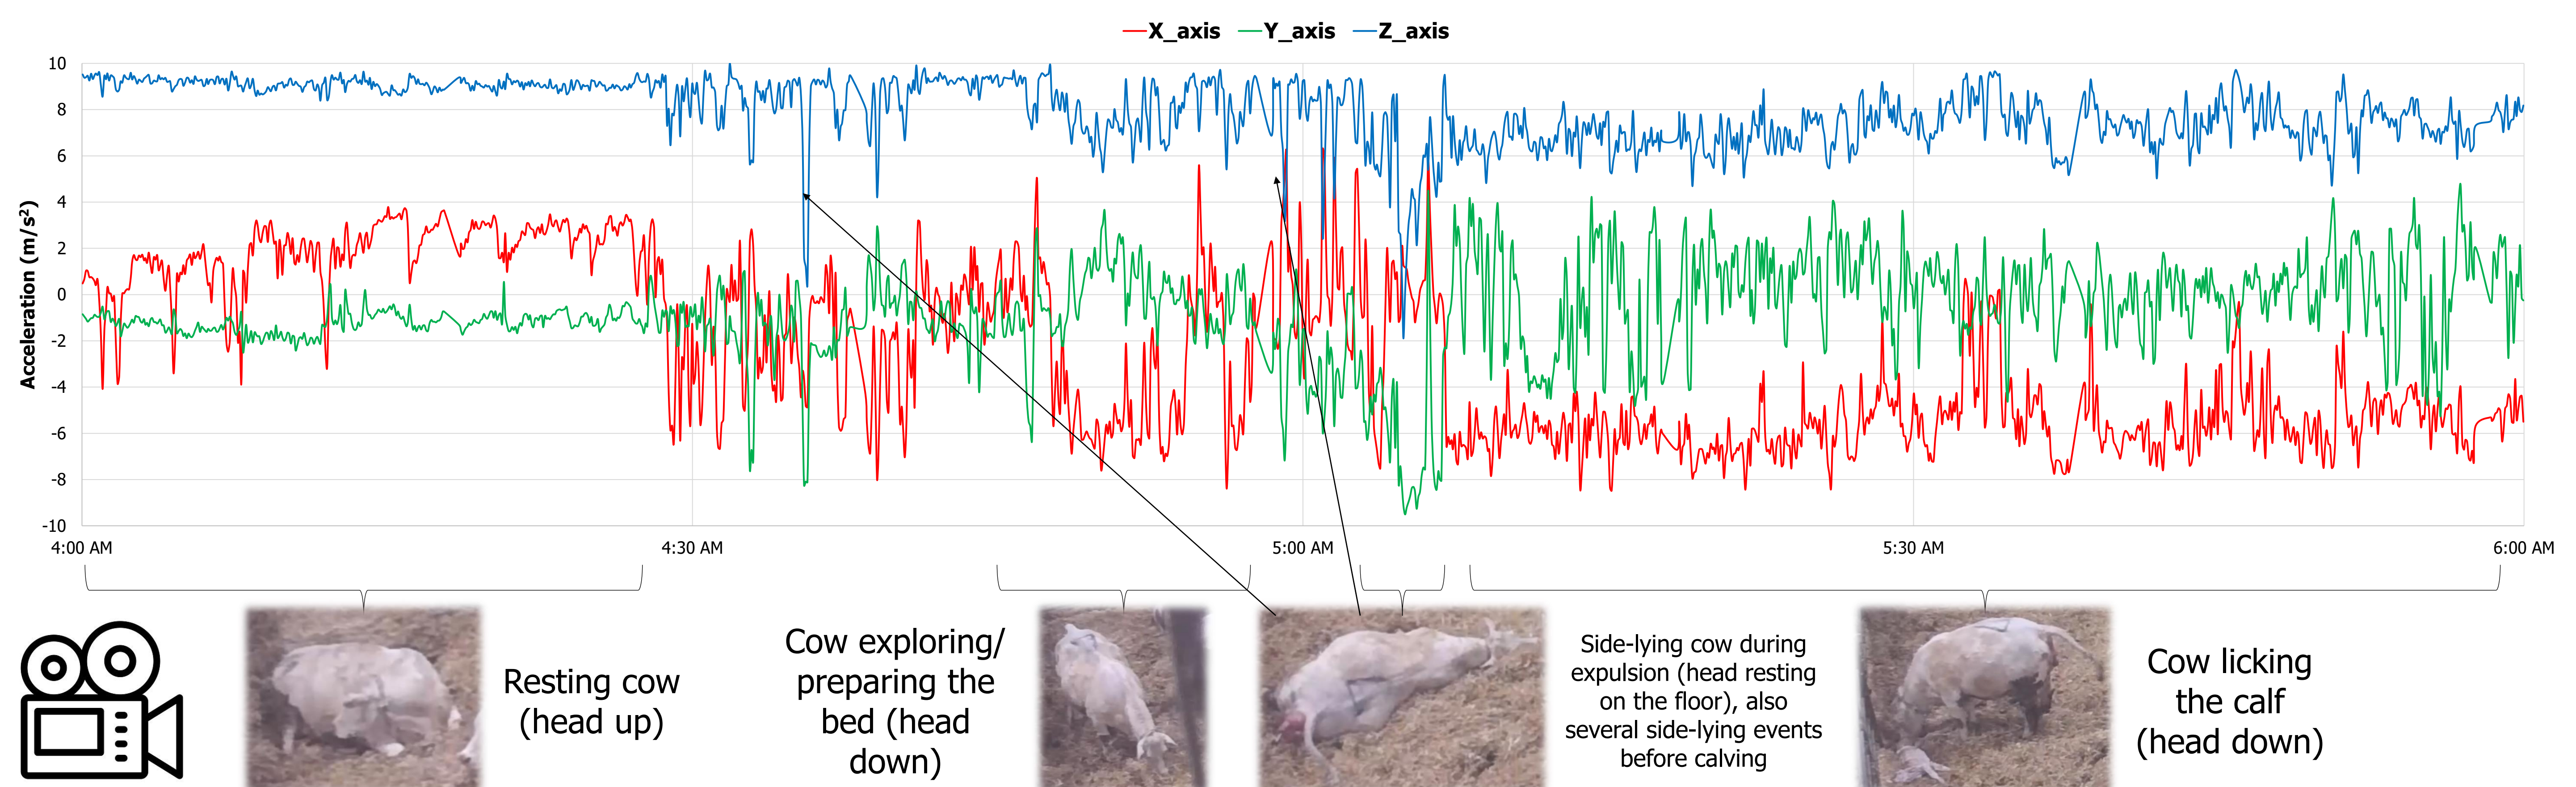 X_axis Y_axis Z_axis
Acceleration (m/s²)
10
8
6
4
2
0
-2
-4
-6
-8
-10
4:00 AM 4:30 AM 5:00 AM 5:30 AM 6:00 AM
Resting cow
(head up)
Cow exploring/
preparing the
bed (head
down)
Side-lying cow during
expulsion (head resting
on the floor), also
several side-lying events
before calving
Cow licking
the calf
(head down)